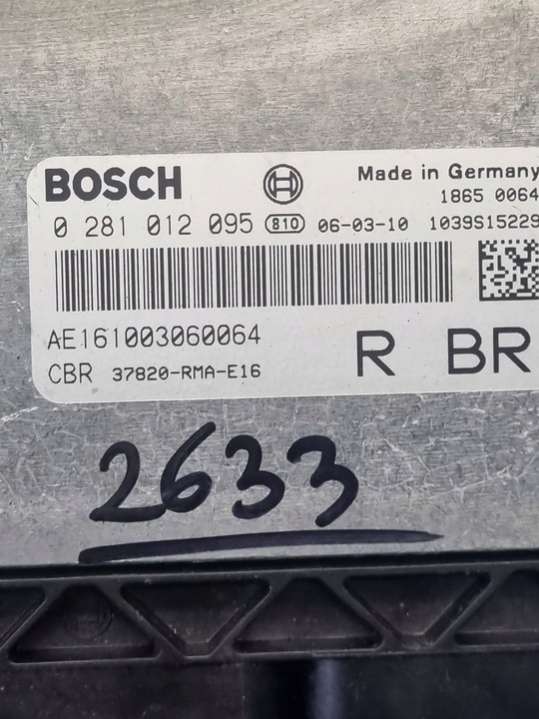 BOSCH Made in Germany
1865 0064
0 281 012 095 810 06-03-10 1039S15229
AE161003060064
CBR 37820-RMA-E16 R BR
2633